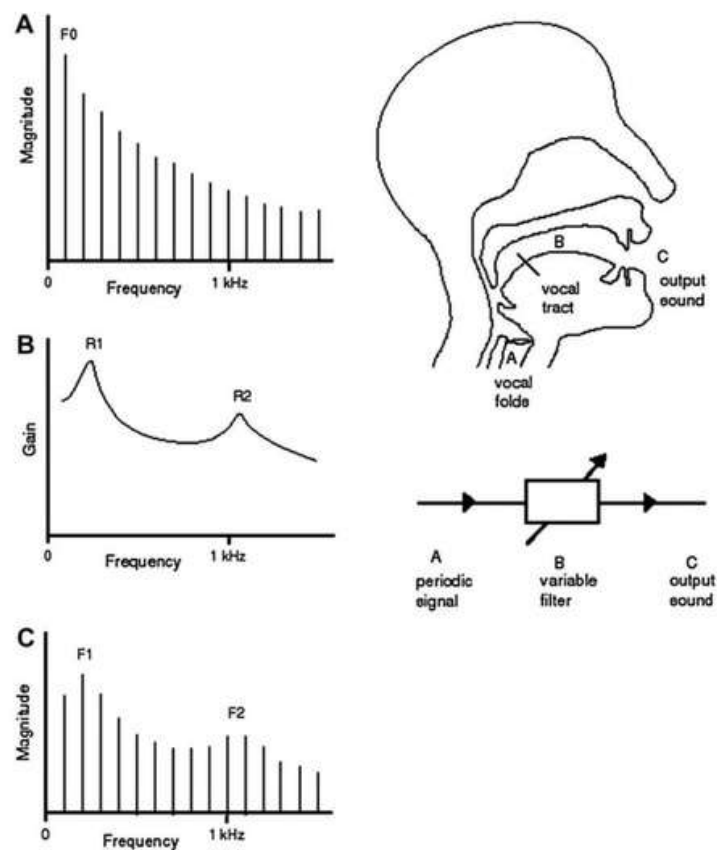 A
F0
Magnitude
0
Frequency
1 kHz
B
R1
R2
Gain
0
Frequency
1 kHz
C
F1
F2
Magnitude
0
Frequency
1 kHz
B
vocal
tract
C
output
sound
A
vocal
folds
A
periodic
signal
B
variable
filter
C
output
sound